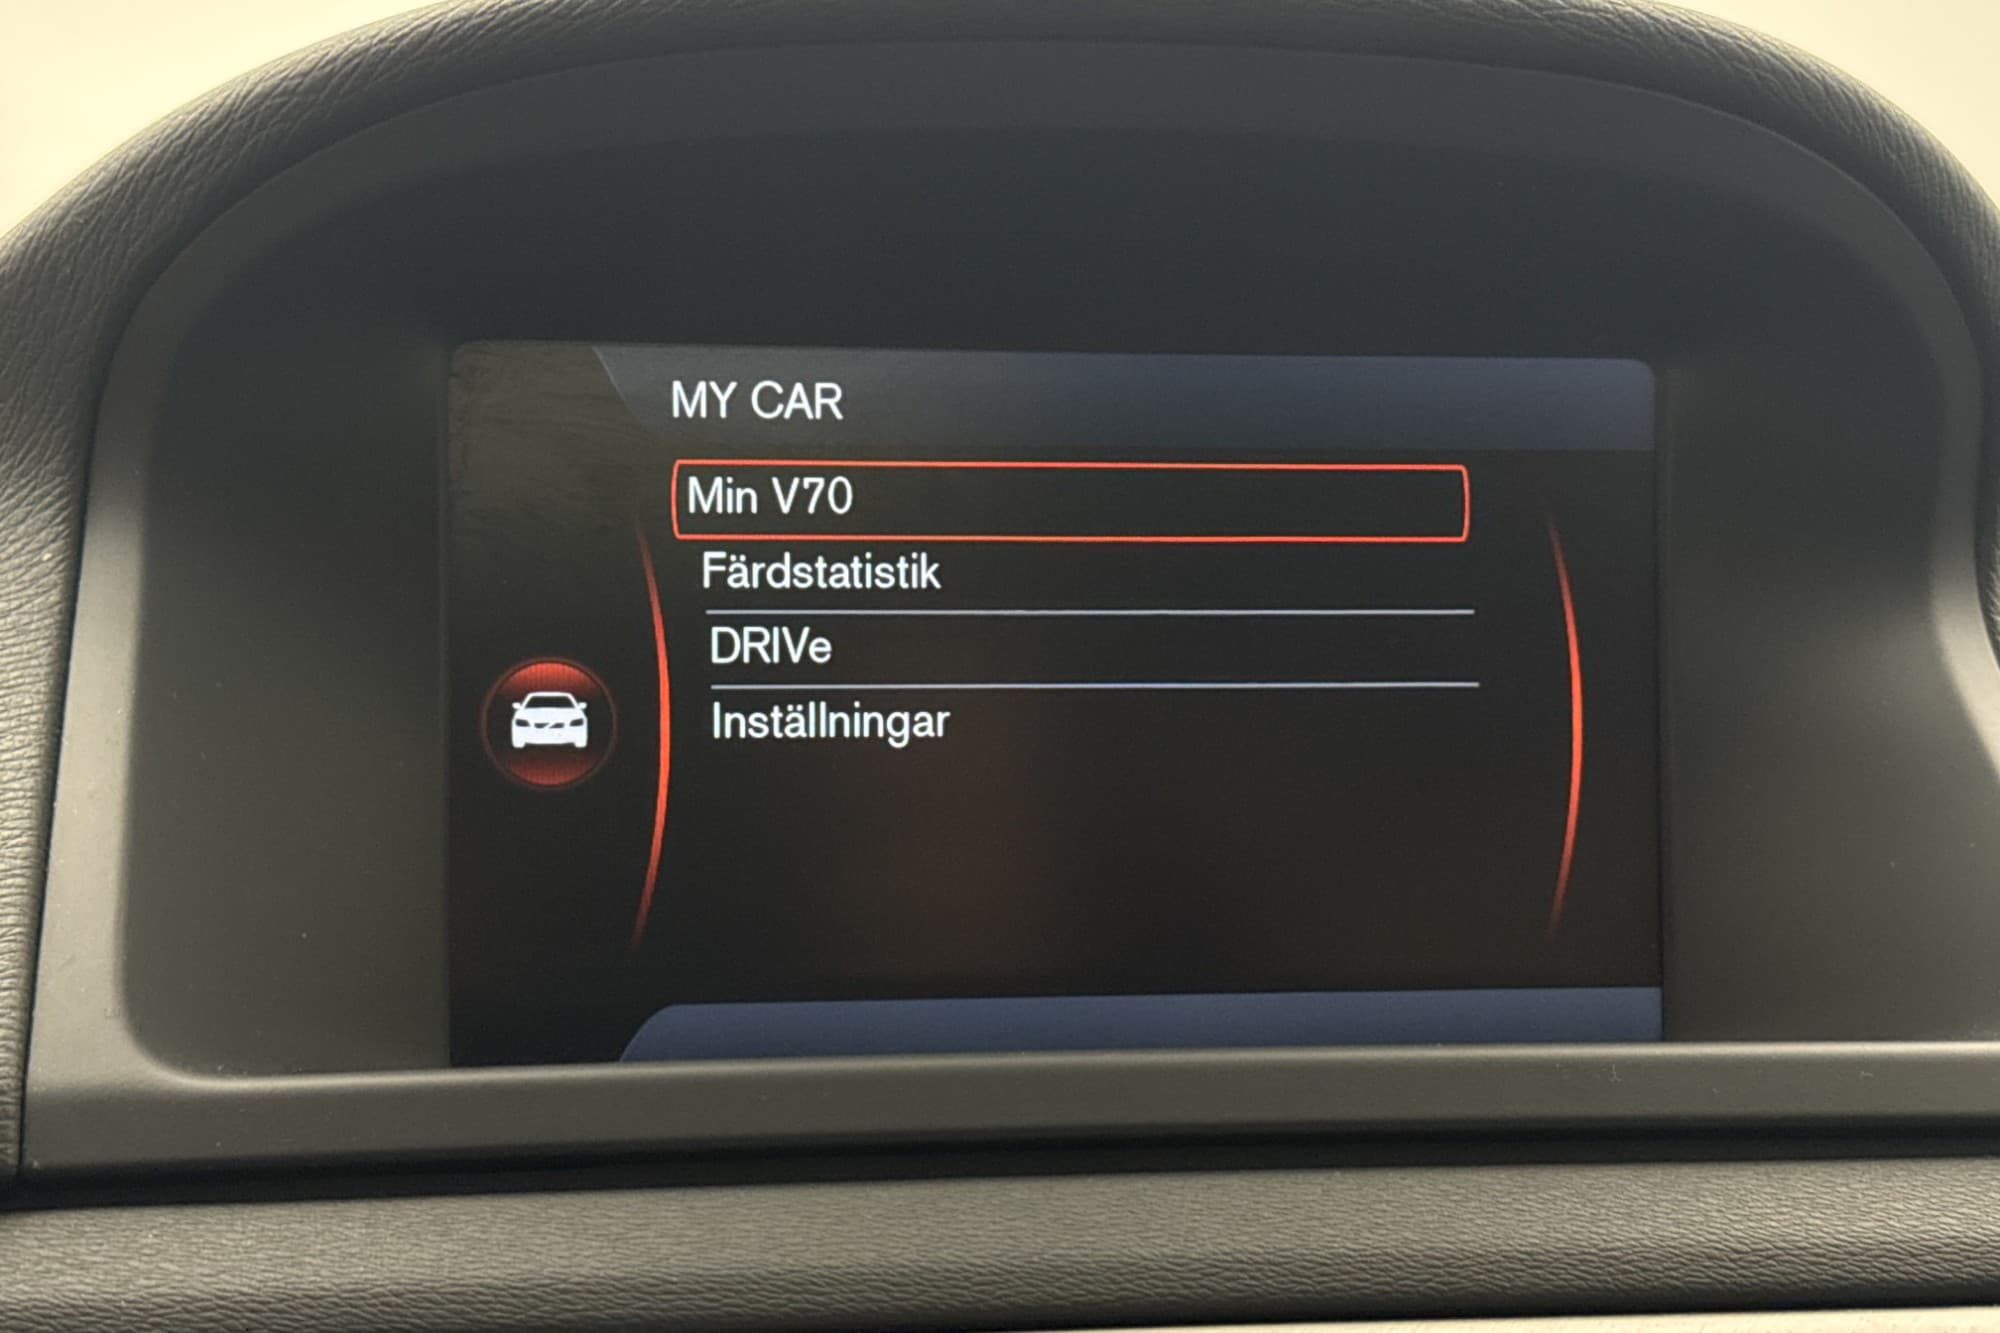 MY CAR
Min V70
Färdstatistik
DRIVe
Inställningar